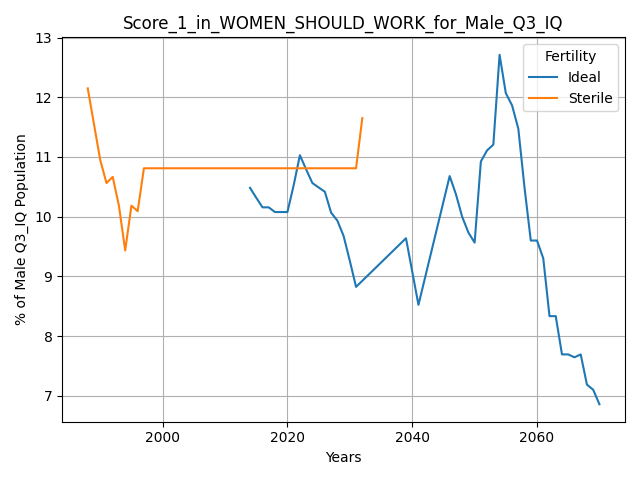 Score_1_in_WOMEN_SHOULD_WORK_for_Male_Q3_IQ
Fertility
Ideal
Sterile
% of Male Q3_IQ Population
13
12
11
10
9
8
7
2000
2020
2040
2060
Years